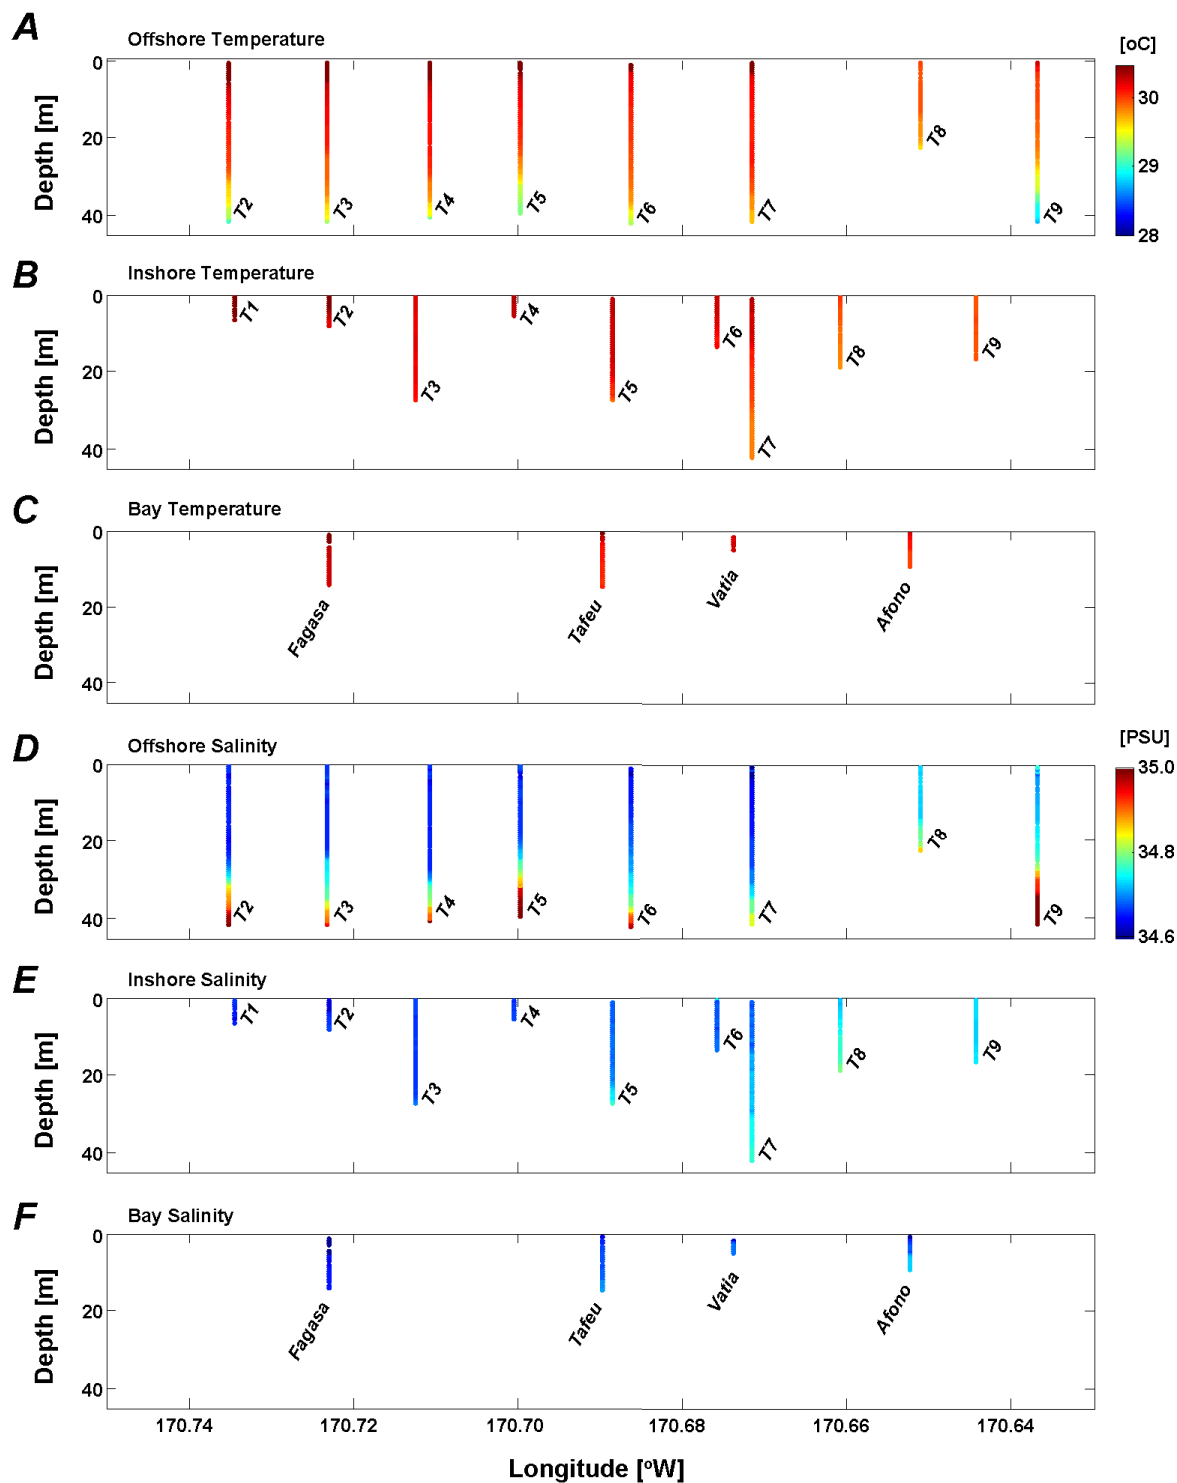 A
Offshore Temperature
[oC]
Depth [m]
0
20
40
T2
T3
T4
T5
T6
T7
T8
T9
30
29
28
B
Inshore Temperature
Depth [m]
0
20
40
T1
T2
T3
T4
T5
T6
T7
T8
T9
C
Bay Temperature
Depth [m]
0
20
40
Fagasa
Tafeu
Vatia
Afono
D
Offshore Salinity
[PSU]
Depth [m]
0
20
40
T2
T3
T4
T5
T6
T7
T8
T9
35.0
34.8
34.6
E
Inshore Salinity
Depth [m]
0
20
40
T1
T2
T3
T4
T5
T6
T7
T8
T9
F
Bay Salinity
Depth [m]
0
20
40
Fagasa
Tafeu
Vatia
Afono
170.74 170.72 170.70 170.68 170.66 170.64
Longitude [ºW]